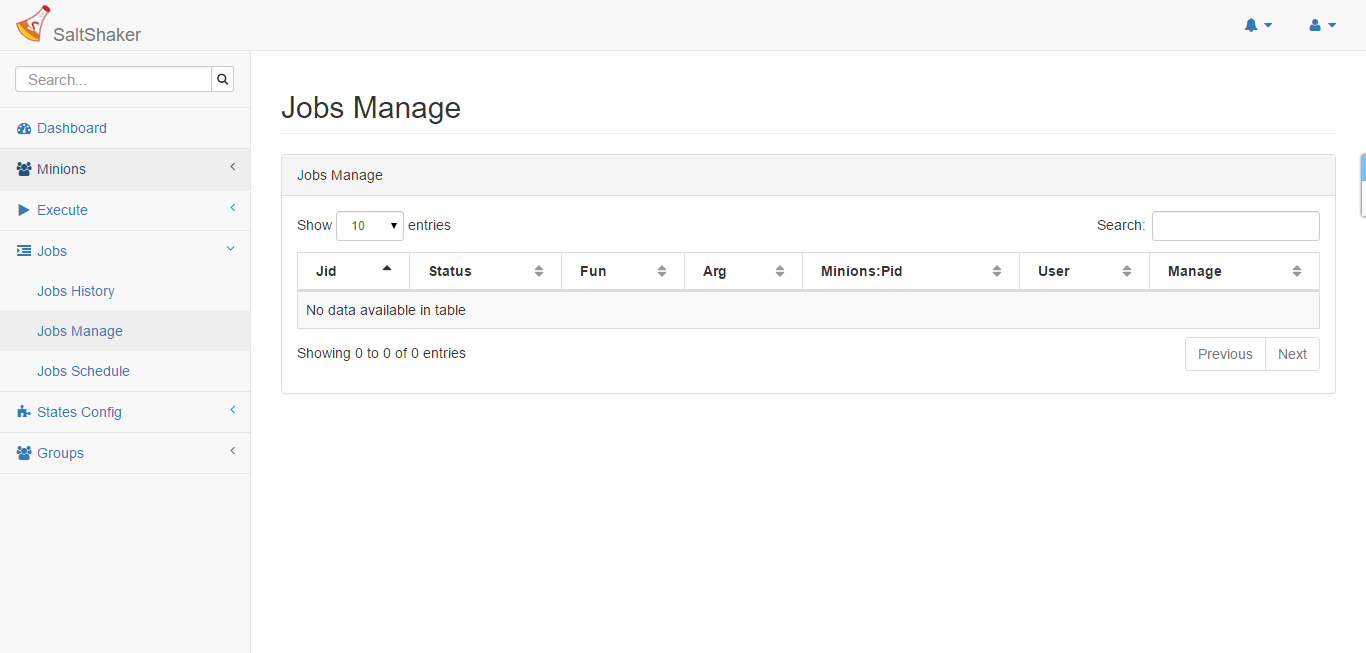 SaltShaker
Search...
Dashboard
Minions
Execute
Jobs
Jobs History
Jobs Manage
Jobs Schedule
States Config
Groups
Jobs Manage
Jobs Manage
Show 10 entries Search:
Jid Status Fun Arg Minions:Pid User Manage
No data available in table
Showing 0 to 0 of 0 entries Previous Next